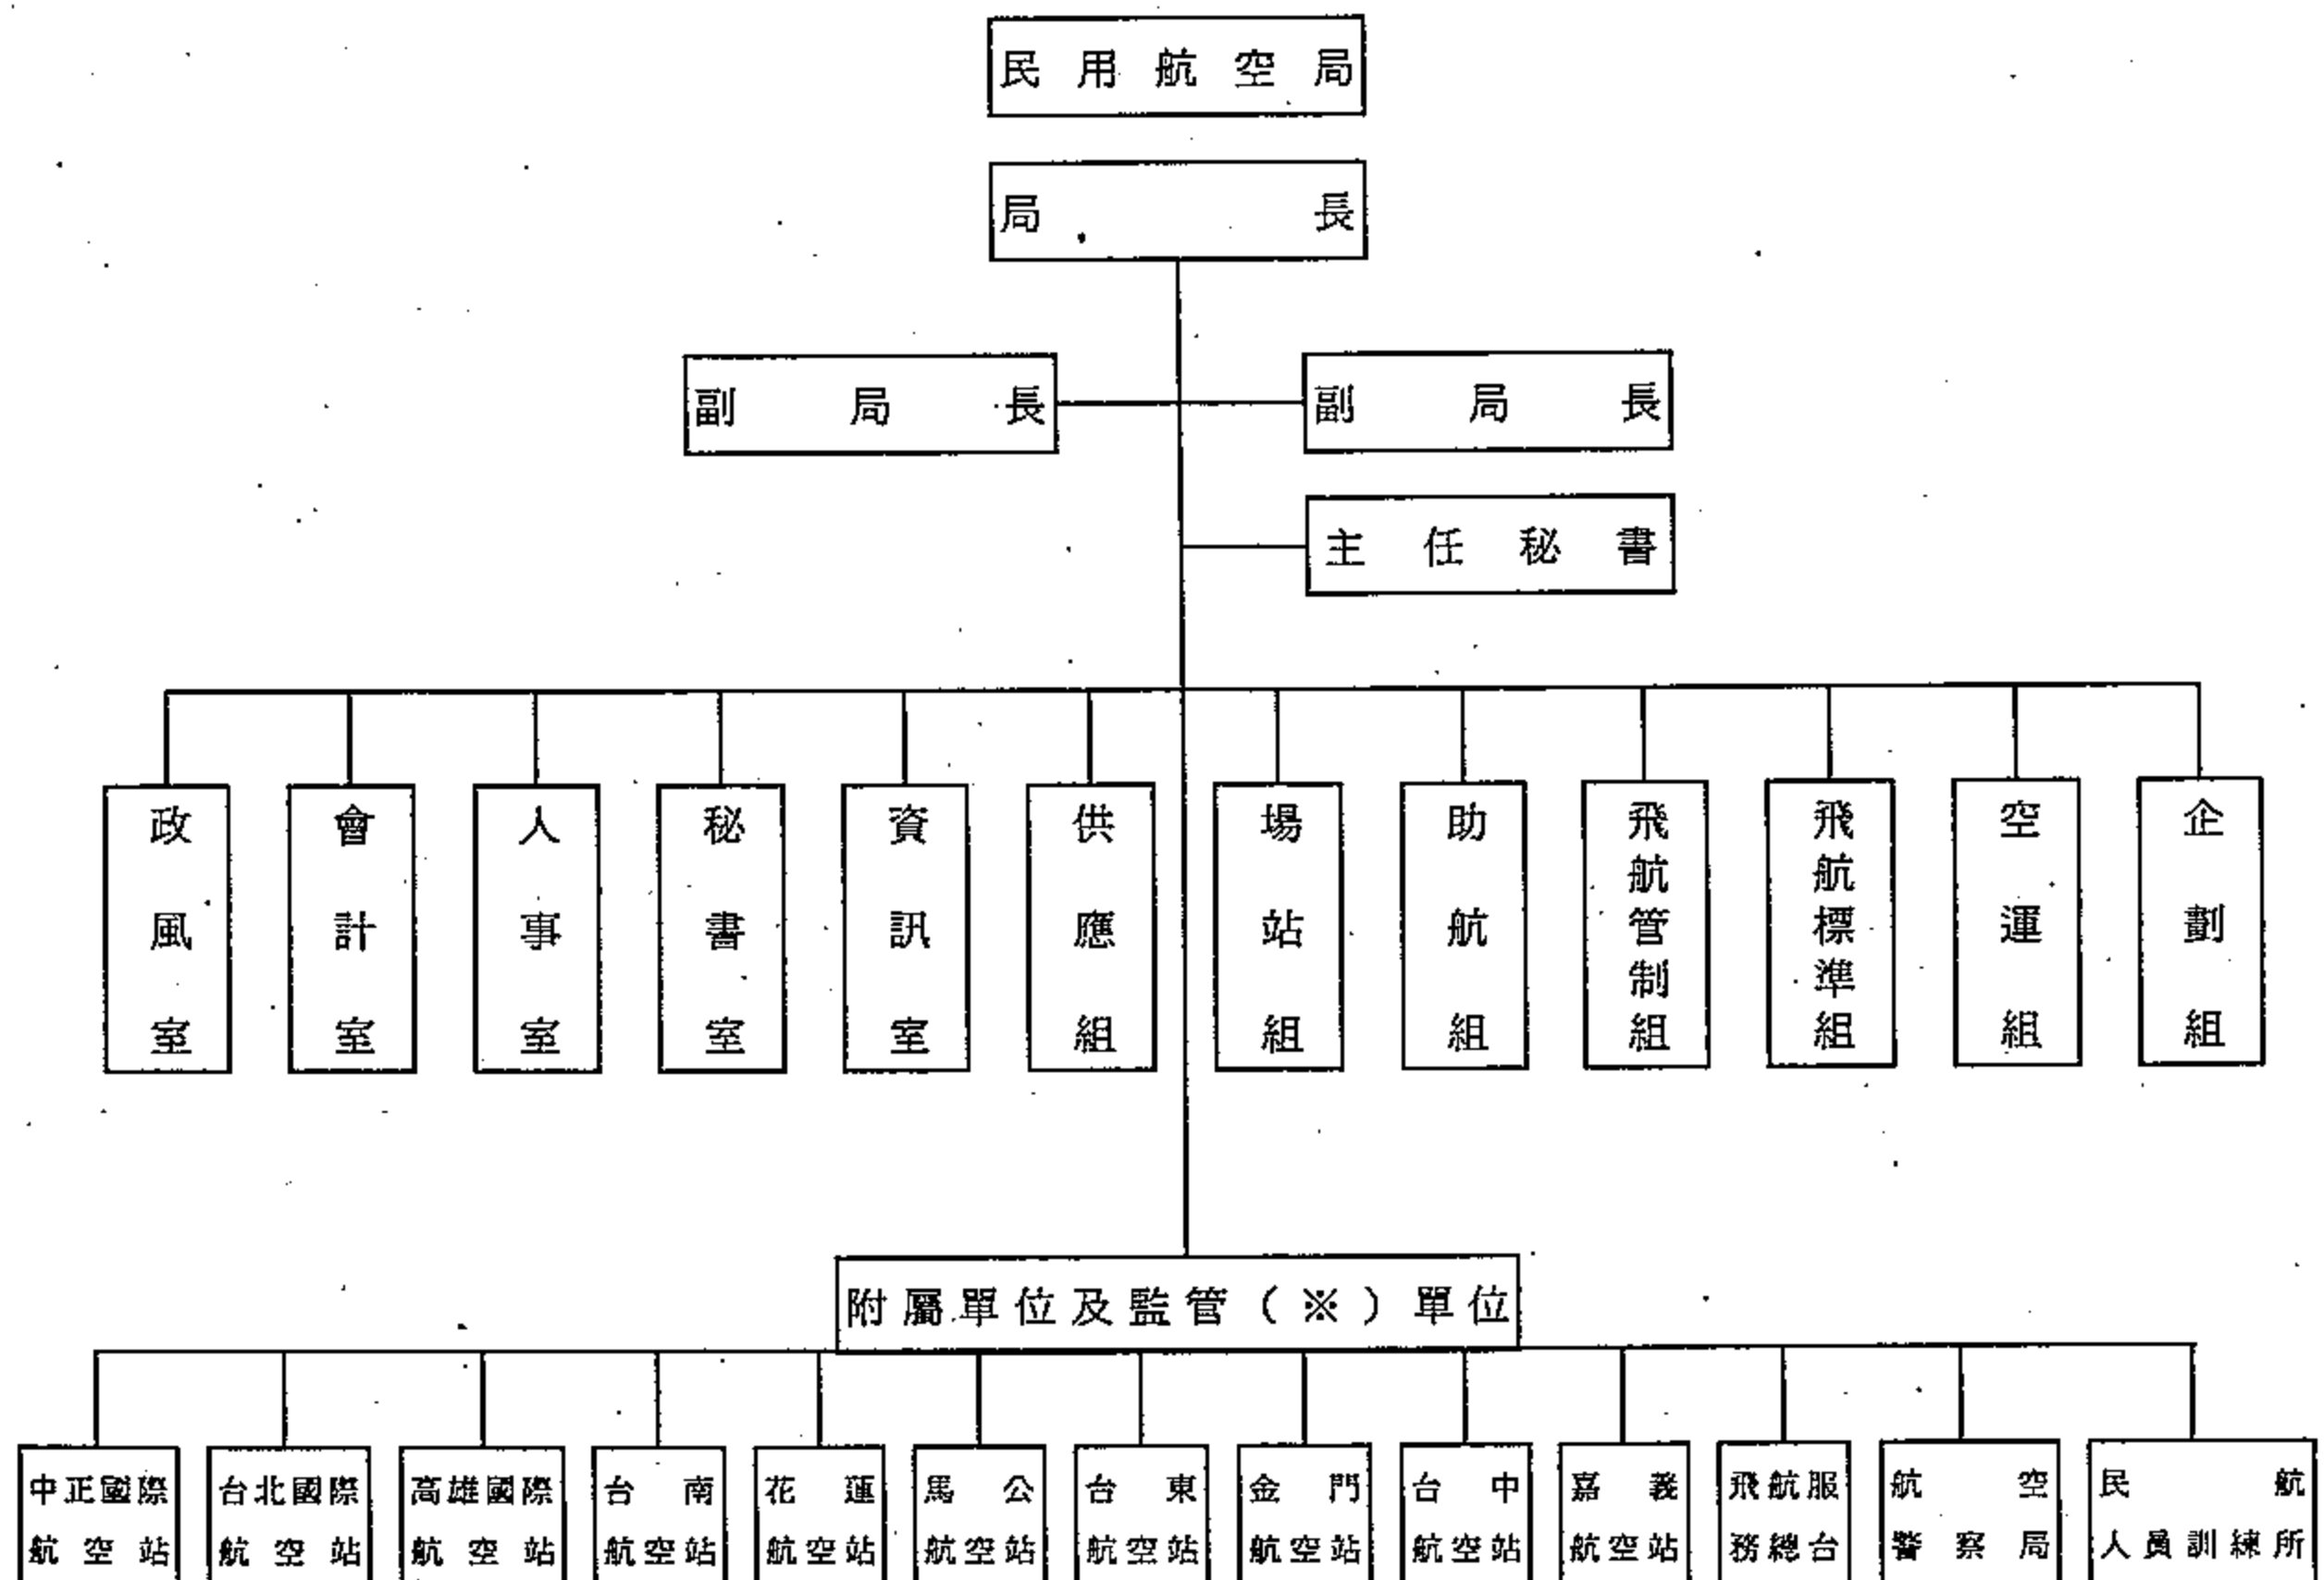 民用航空局
局長
副局長
副局長
主任秘書
政風室
會計室
人事室
秘書室
資訊室
供應組
場站組
助航組
飛航管制組
飛航標準組
空運組
企劃組
附屬單位及監管（※）單位
中正國際
航空站
台北國際
航空站
高雄國際
航空站
台南
航空站
花蓮
航空站
馬公
航空站
台東
航空站
金門
航空站
台中
航空站
嘉義
航空站
飛航服
務總台
航空
警察局
民航
人員訓練所